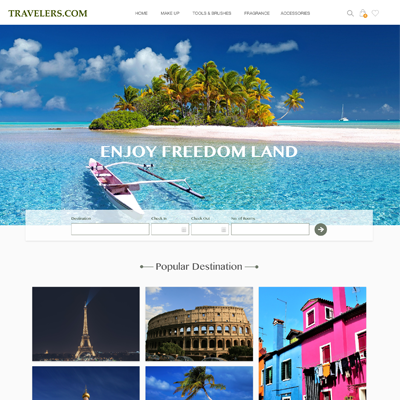 TRAVELERS.COM
HOME MAKE UP TOOLS & BRUSHES FRAGRANCE ACCESSORIES
ENJOY FREEDOM LAND
Destination Check In Check Out No. of Rooms
Popular Destination